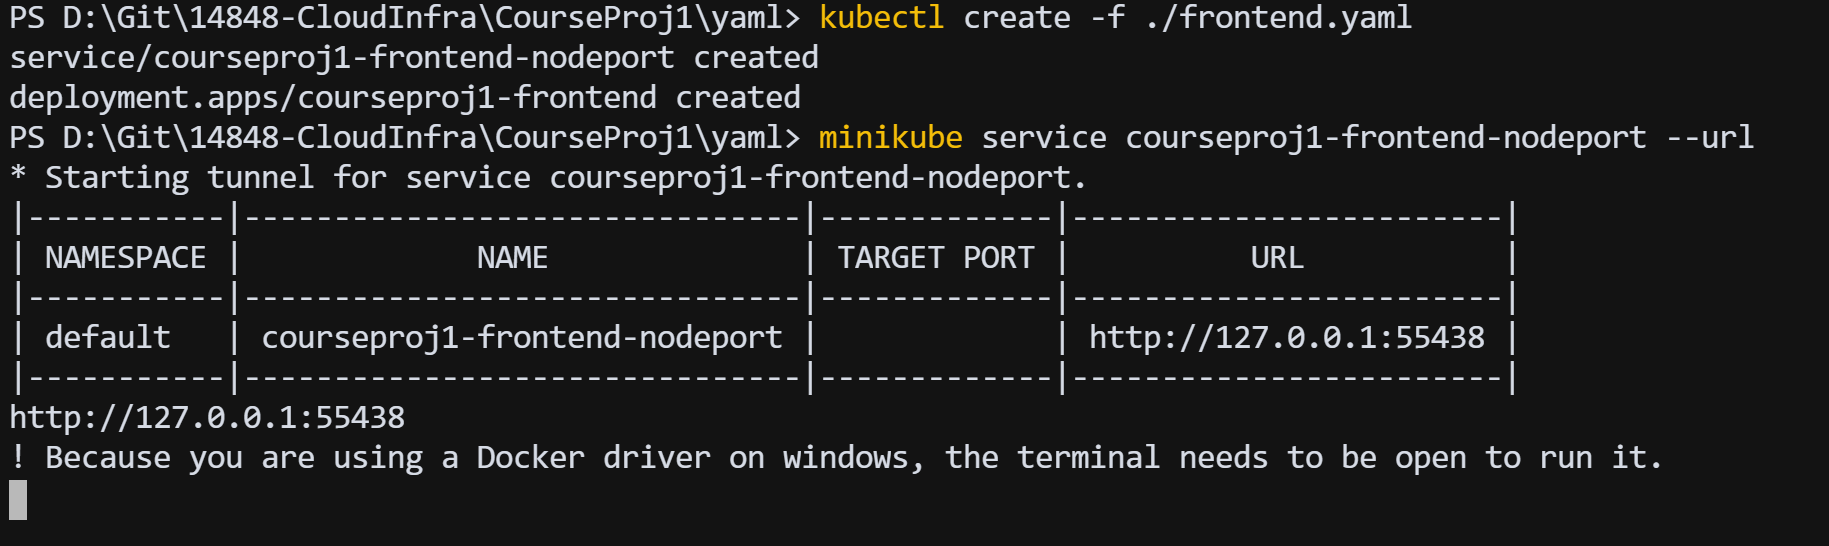 PS D:\Git\14848-CloudInfra\CourseProj1\yaml> kubectl create -f ./frontend.yaml
service/courseproj1-frontend-nodeport created
deployment.apps/courseproj1-frontend created
PS D:\Git\14848-CloudInfra\CourseProj1\yaml> minikube service courseproj1-frontend-nodeport --url
* Starting tunnel for service courseproj1-frontend-nodeport.
|-----------|-------------------------------|-------------|------------------------|
| NAMESPACE |             NAME              | TARGET PORT |          URL           |
|-----------|-------------------------------|-------------|------------------------|
| default   | courseproj1-frontend-nodeport |             | http://127.0.0.1:55438 |
|-----------|-------------------------------|-------------|------------------------|
http://127.0.0.1:55438
! Because you are using a Docker driver on windows, the terminal needs to be open to run it.